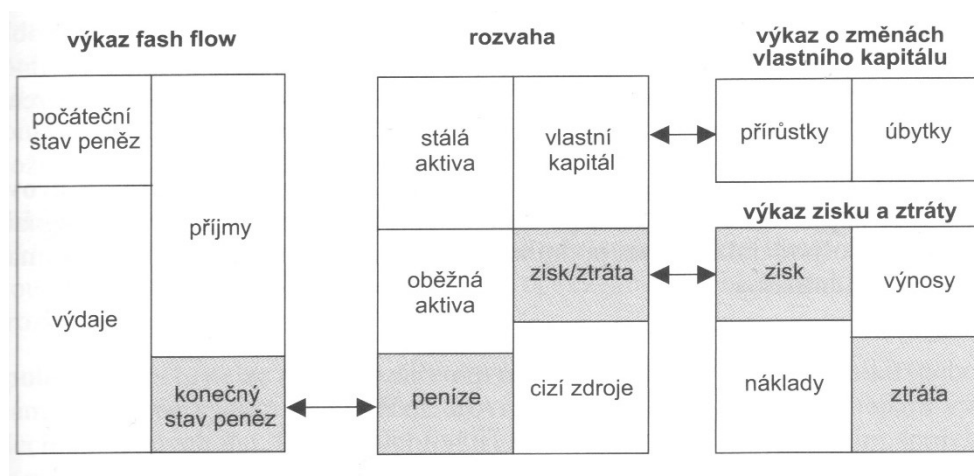 výkaz fash flow
počáteční
stav peněz
příjmy
výdaje
konečný
stav peněz
rozvaha
stálá
aktiva
vlastní
kapitál
oběžná
aktiva
zisk/ztráta
peníze
cizí zdroje
výkaz o změnách
vlastního kapitálu
přírůstky
úbytky
výkaz zisku a ztráty
zisk
výnosy
náklady
ztráta